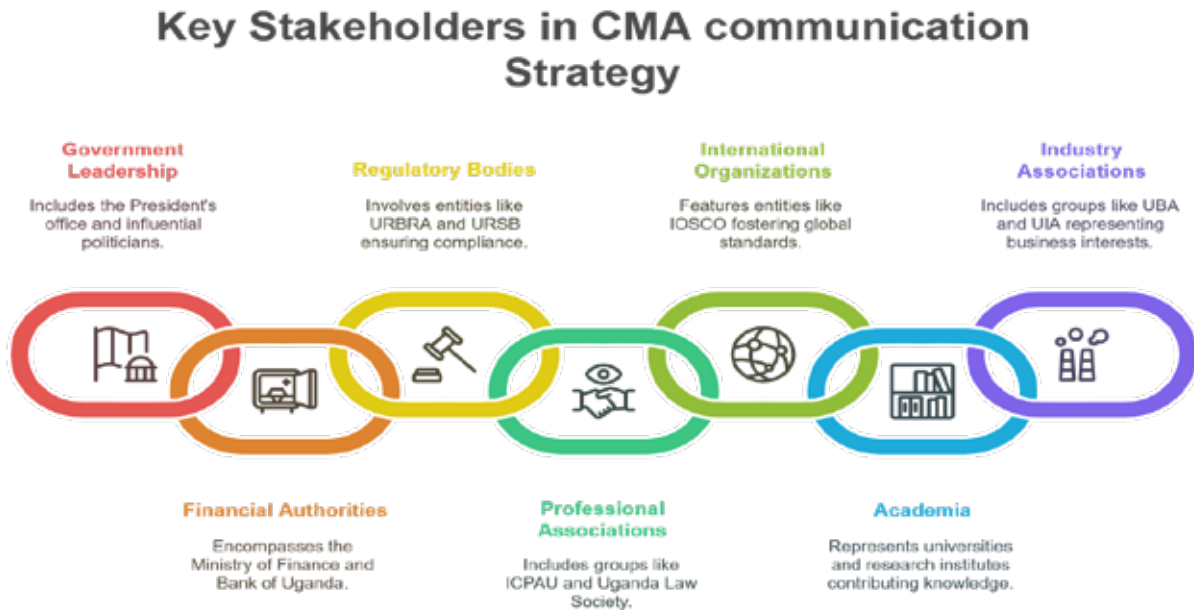 Key Stakeholders in CMA communication
Strategy
Government
Leadership
Includes the President's
office and influential
politicians.
Regulatory Bodies
Involves entities like
URBRA and URSB
ensuring compliance.
International
Organizations
Features entities like
IOSCO fostering global
standards.
Industry
Associations
Includes groups like UBA
and UIA representing
business interests.
Financial Authorities
Encompasses the
Ministry of Finance and
Bank of Uganda.
Professional
Associations
Includes groups like
ICPAU and Uganda Law
Society.
Academia
Represents universities
and research institutes
contributing knowledge.